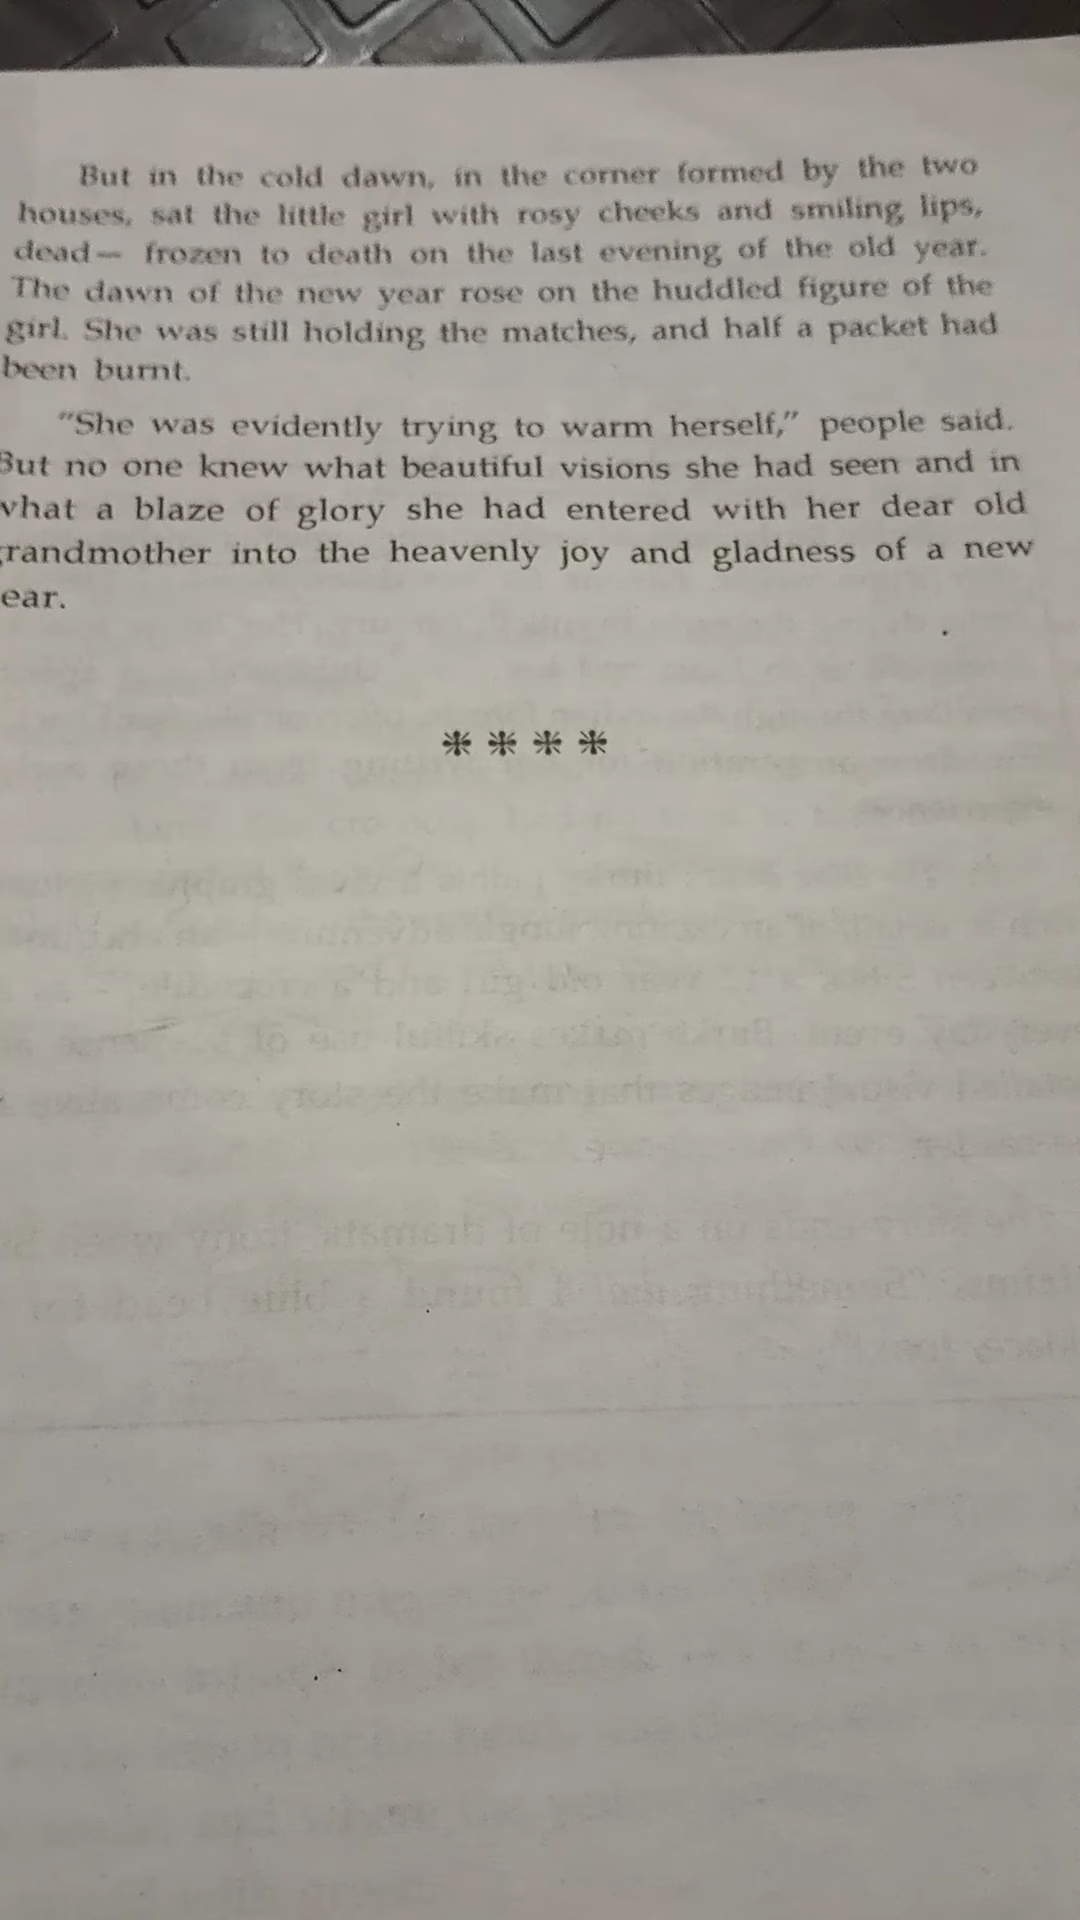 But in the cold dawn, in the corner formed by the two
houses, sat the little girl with rosy cheeks and smiling lips,
dead— frozen to death on the last evening of the old year.
The dawn of the new year rose on the huddled figure of the
girl. She was still holding the matches, and half a packet had
been burnt.
"She was evidently trying to warm herself," people said.
But no one knew what beautiful visions she had seen and in
what a blaze of glory she had entered with her dear old
randmother into the heavenly joy and gladness of a new
ear.